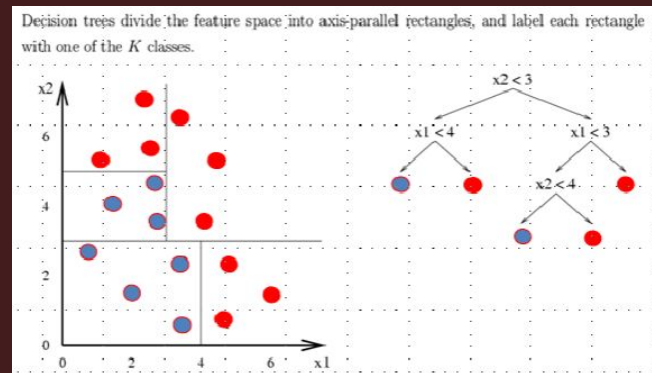 Decision trees divide the feature space into axis-parallel rectangles, and label each rectangle
with one of the K classes.
x2
6
4
2
0
0 2 4 6 x1
x2<3
x1<4 x1<3
x2<4